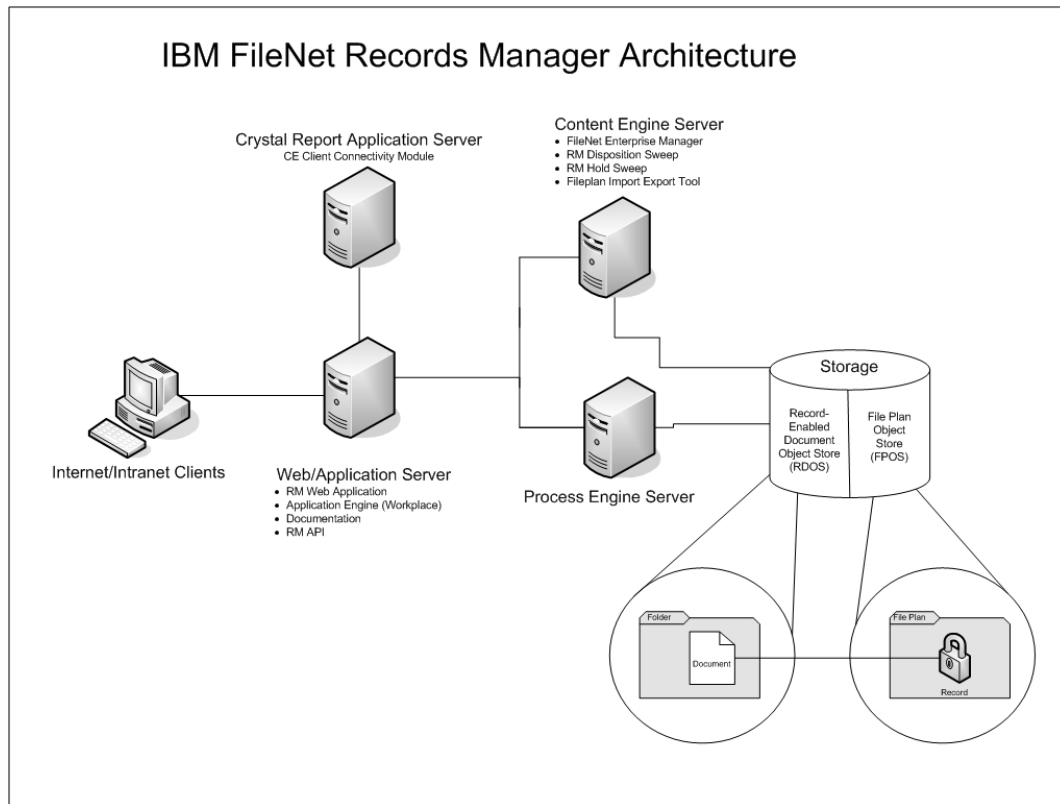 IBM FileNet Records Manager Architecture
Crystal Report Application Server
CE Client Connectivity Module
Content Engine Server
• FileNet Enterprise Manager
• RM Disposition Sweep
• RM Hold Sweep
• Fileplan Import Export Tool
Internet/Intranet Clients
Web/Application Server
• RM Web Application
• Application Engine (Workplace)
• Documentation
• RM API
Process Engine Server
Storage
Record-
Enabled
Document
Object Store
(RDOS)
File Plan
Object
Store
(FPOS)
Folder
Document
File Plan
Record